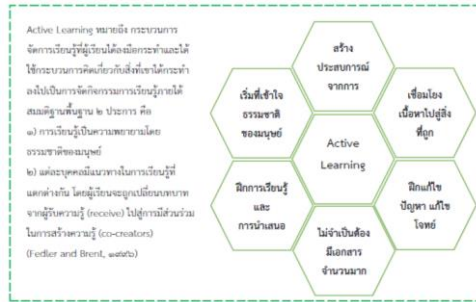 Active Learning หมายถึง กระบวนการ
จัดการเรียนรู้ที่ผู้เรียนได้ลงมือกระทำและได้
ใช้กระบวนการคิดเกี่ยวกับสิ่งที่เขาได้กระทำ
ลงไปเป็นการจัดกิจกรรมการเรียนรู้ภายใต้
สมมติฐานพื้นฐาน ๒ ประการ คือ
๑) การเรียนรู้เป็นความพยายามโดย
ธรรมชาติของมนุษย์
๒) แต่ละบุคคลมีแนวทางในการเรียนรู้ที่
แตกต่างกัน โดยผู้เรียนจะถูกเปลี่ยนบทบาท
จากผู้รับความรู้ (receive) ไปสู่การมีส่วนร่วม
ในการสร้างความรู้ (co-creators)
(Fedler and Brent, ๑๙๙๖)
สร้าง
ประสบการณ์
จากการ
เริ่มที่เข้าใจ
ธรรมชาติ
ของมนุษย์
เชื่อมโยง
เนื้อหาไปสู่สิ่ง
ที่ถูก
Active
Learning
ฝึกการเรียนรู้
และ
การนำเสนอ
ฝึกแก้ไข
ปัญหา แก้ไข
โจทย์
ไม่จำเป็นต้อง
มีเอกสาร
จำนวนมาก